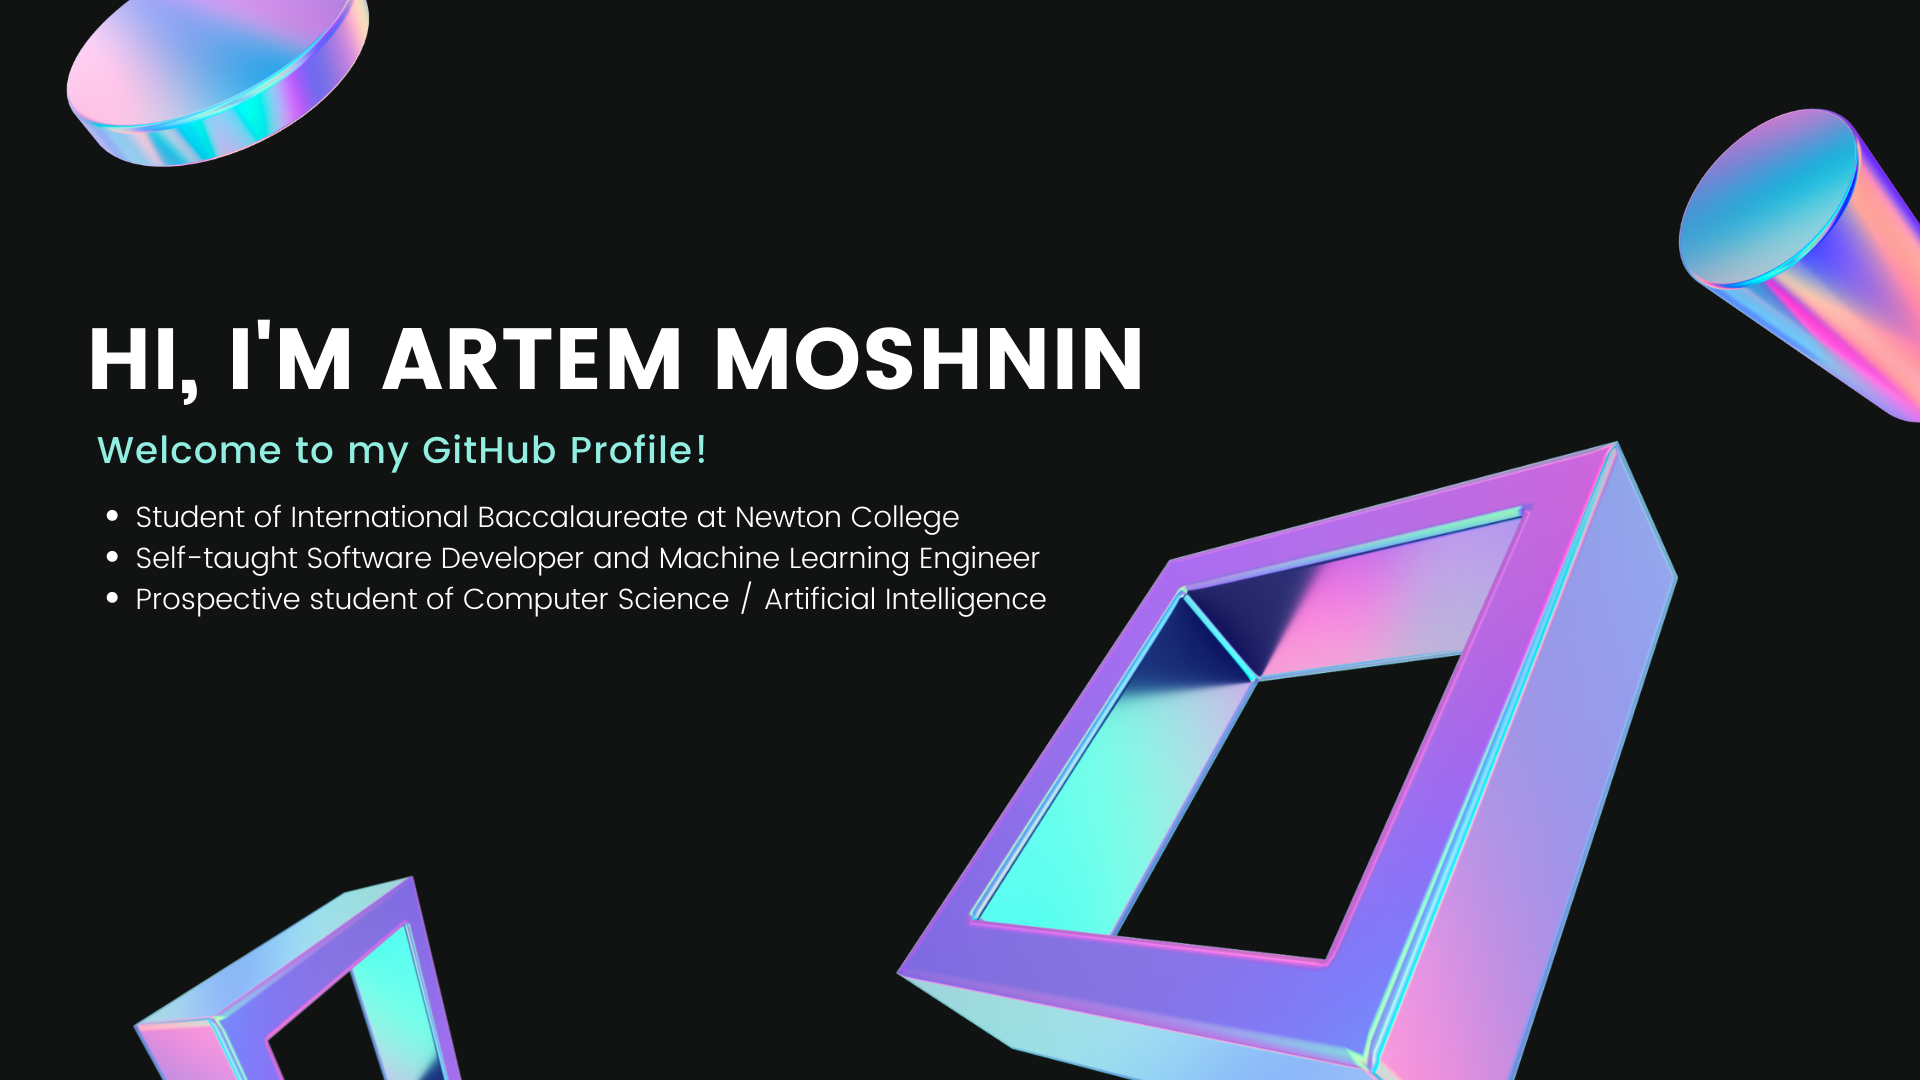 HI, I'M ARTEM MOSHNIN
Welcome to my GitHub Profile!
• Student of International Baccalaureate at Newton College
• Self-taught Software Developer and Machine Learning Engineer
• Prospective student of Computer Science / Artificial Intelligence